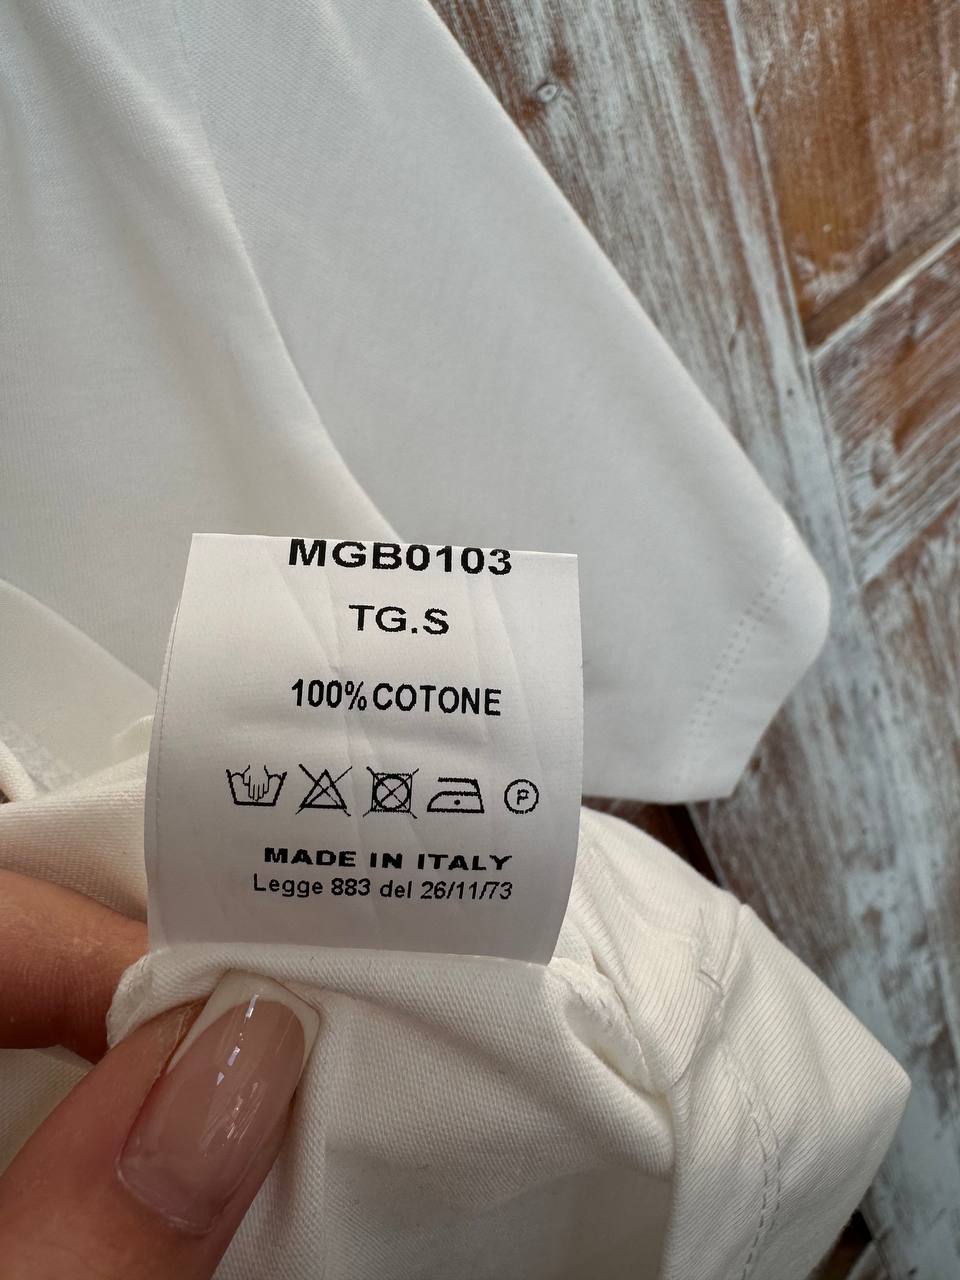 MGB0103
TG.S
100% COTONE
P
MADE IN ITALY
Legge 883 del 26/11/73